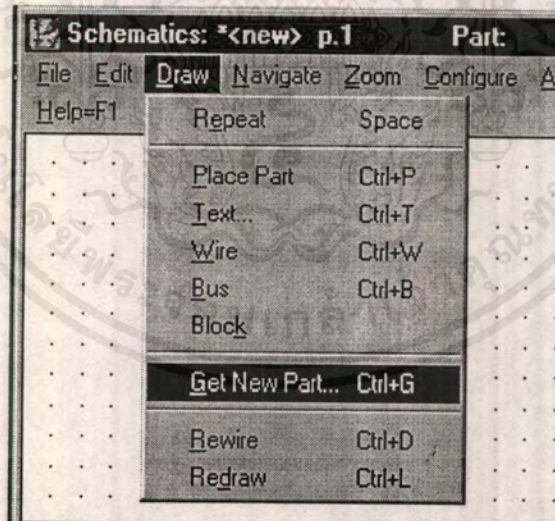 Schematics: *<new> p.1 Part:
File Edit Draw Navigate Zoom Configure A
Help=F1
Repeat Space
Place Part Ctrl+P
Text... Ctrl+T
Wire Ctrl+W
Bus Ctrl+B
Block
Get New Part... Ctrl+G
Rewire Ctrl+D
Redraw Ctrl+L